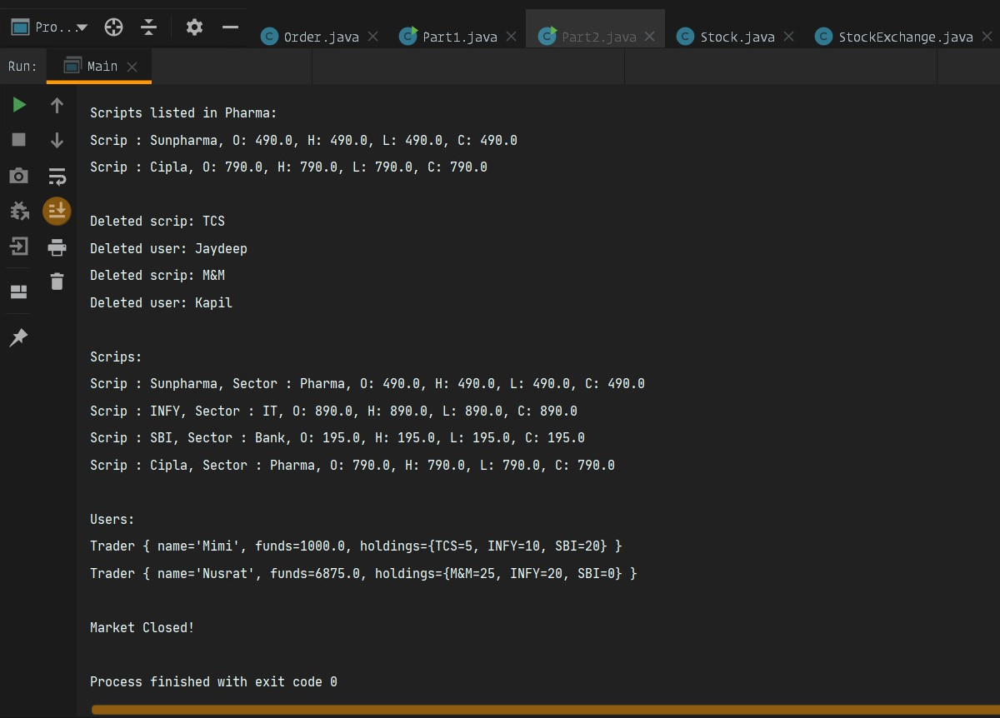 Pro...
Order.java
Part1.java
Part2.java
Stock.java
StockExchange.java
Run:
Main
Scripts listed in Pharma:
Scrip : Sunpharma, O: 490.0, H: 490.0, L: 490.0, C: 490.0
Scrip : Cipla, O: 790.0, H: 790.0, L: 790.0, C: 790.0
Deleted scrip: TCS
Deleted user: Jaydeep
Deleted scrip: M&M
Deleted user: Kapil
Scrips:
Scrip : Sunpharma, Sector : Pharma, O: 490.0, H: 490.0, L: 490.0, C: 490.0
Scrip : INFY, Sector : IT, O: 890.0, H: 890.0, L: 890.0, C: 890.0
Scrip : SBI, Sector : Bank, O: 195.0, H: 195.0, L: 195.0, C: 195.0
Scrip : Cipla, Sector : Pharma, O: 790.0, H: 790.0, L: 790.0, C: 790.0
Users:
Trader { name='Mimi', funds=1000.0, holdings={TCS=5, INFY=10, SBI=20} }
Trader { name='Nusrat', funds=6875.0, holdings={M&M=25, INFY=20, SBI=0} }
Market Closed!
Process finished with exit code 0